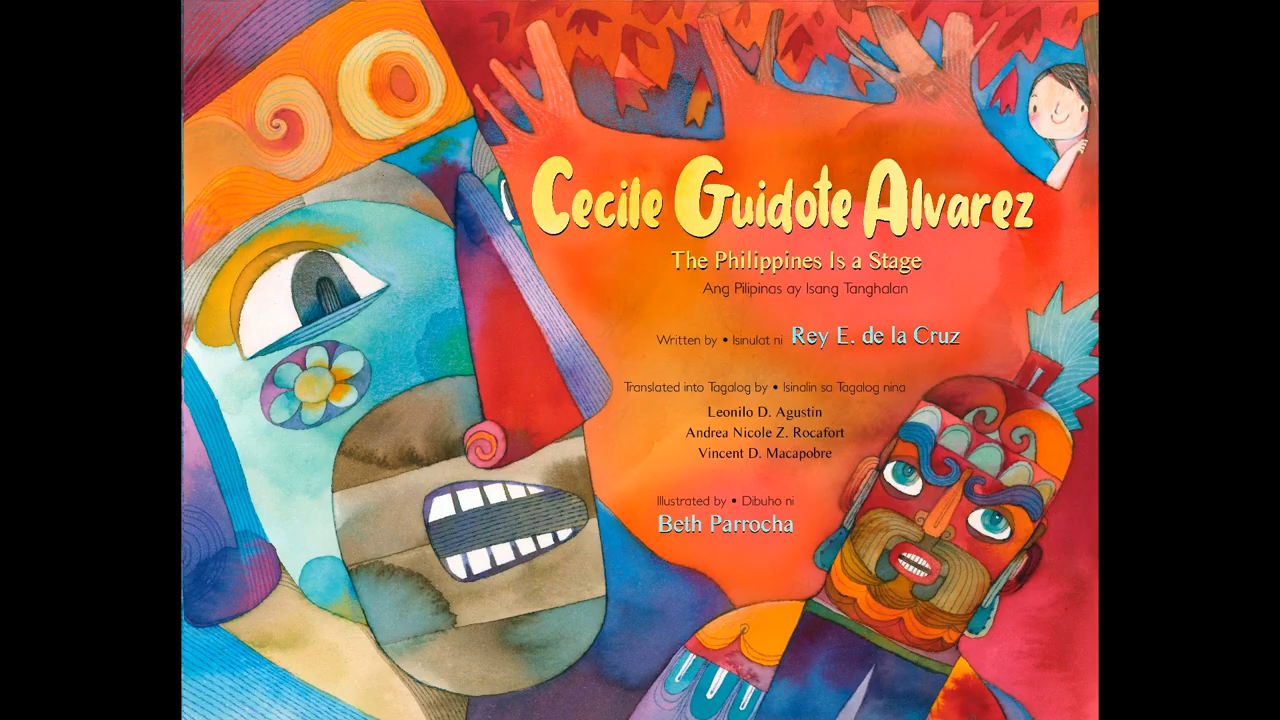 Cecile Guidote Alvarez
The Philippines Is a Stage
Ang Pilipinas ay Isang Tanghalan
Written by • Isinulat ni Rey E. de la Cruz
Translated into Tagalog by • Isinalin sa Tagalog nina
Leonilo D. Agustin
Andrea Nicole Z. Rocafort
Vincent D. Macapobre
Illustrated by • Dibuho ni
Beth Parrocha